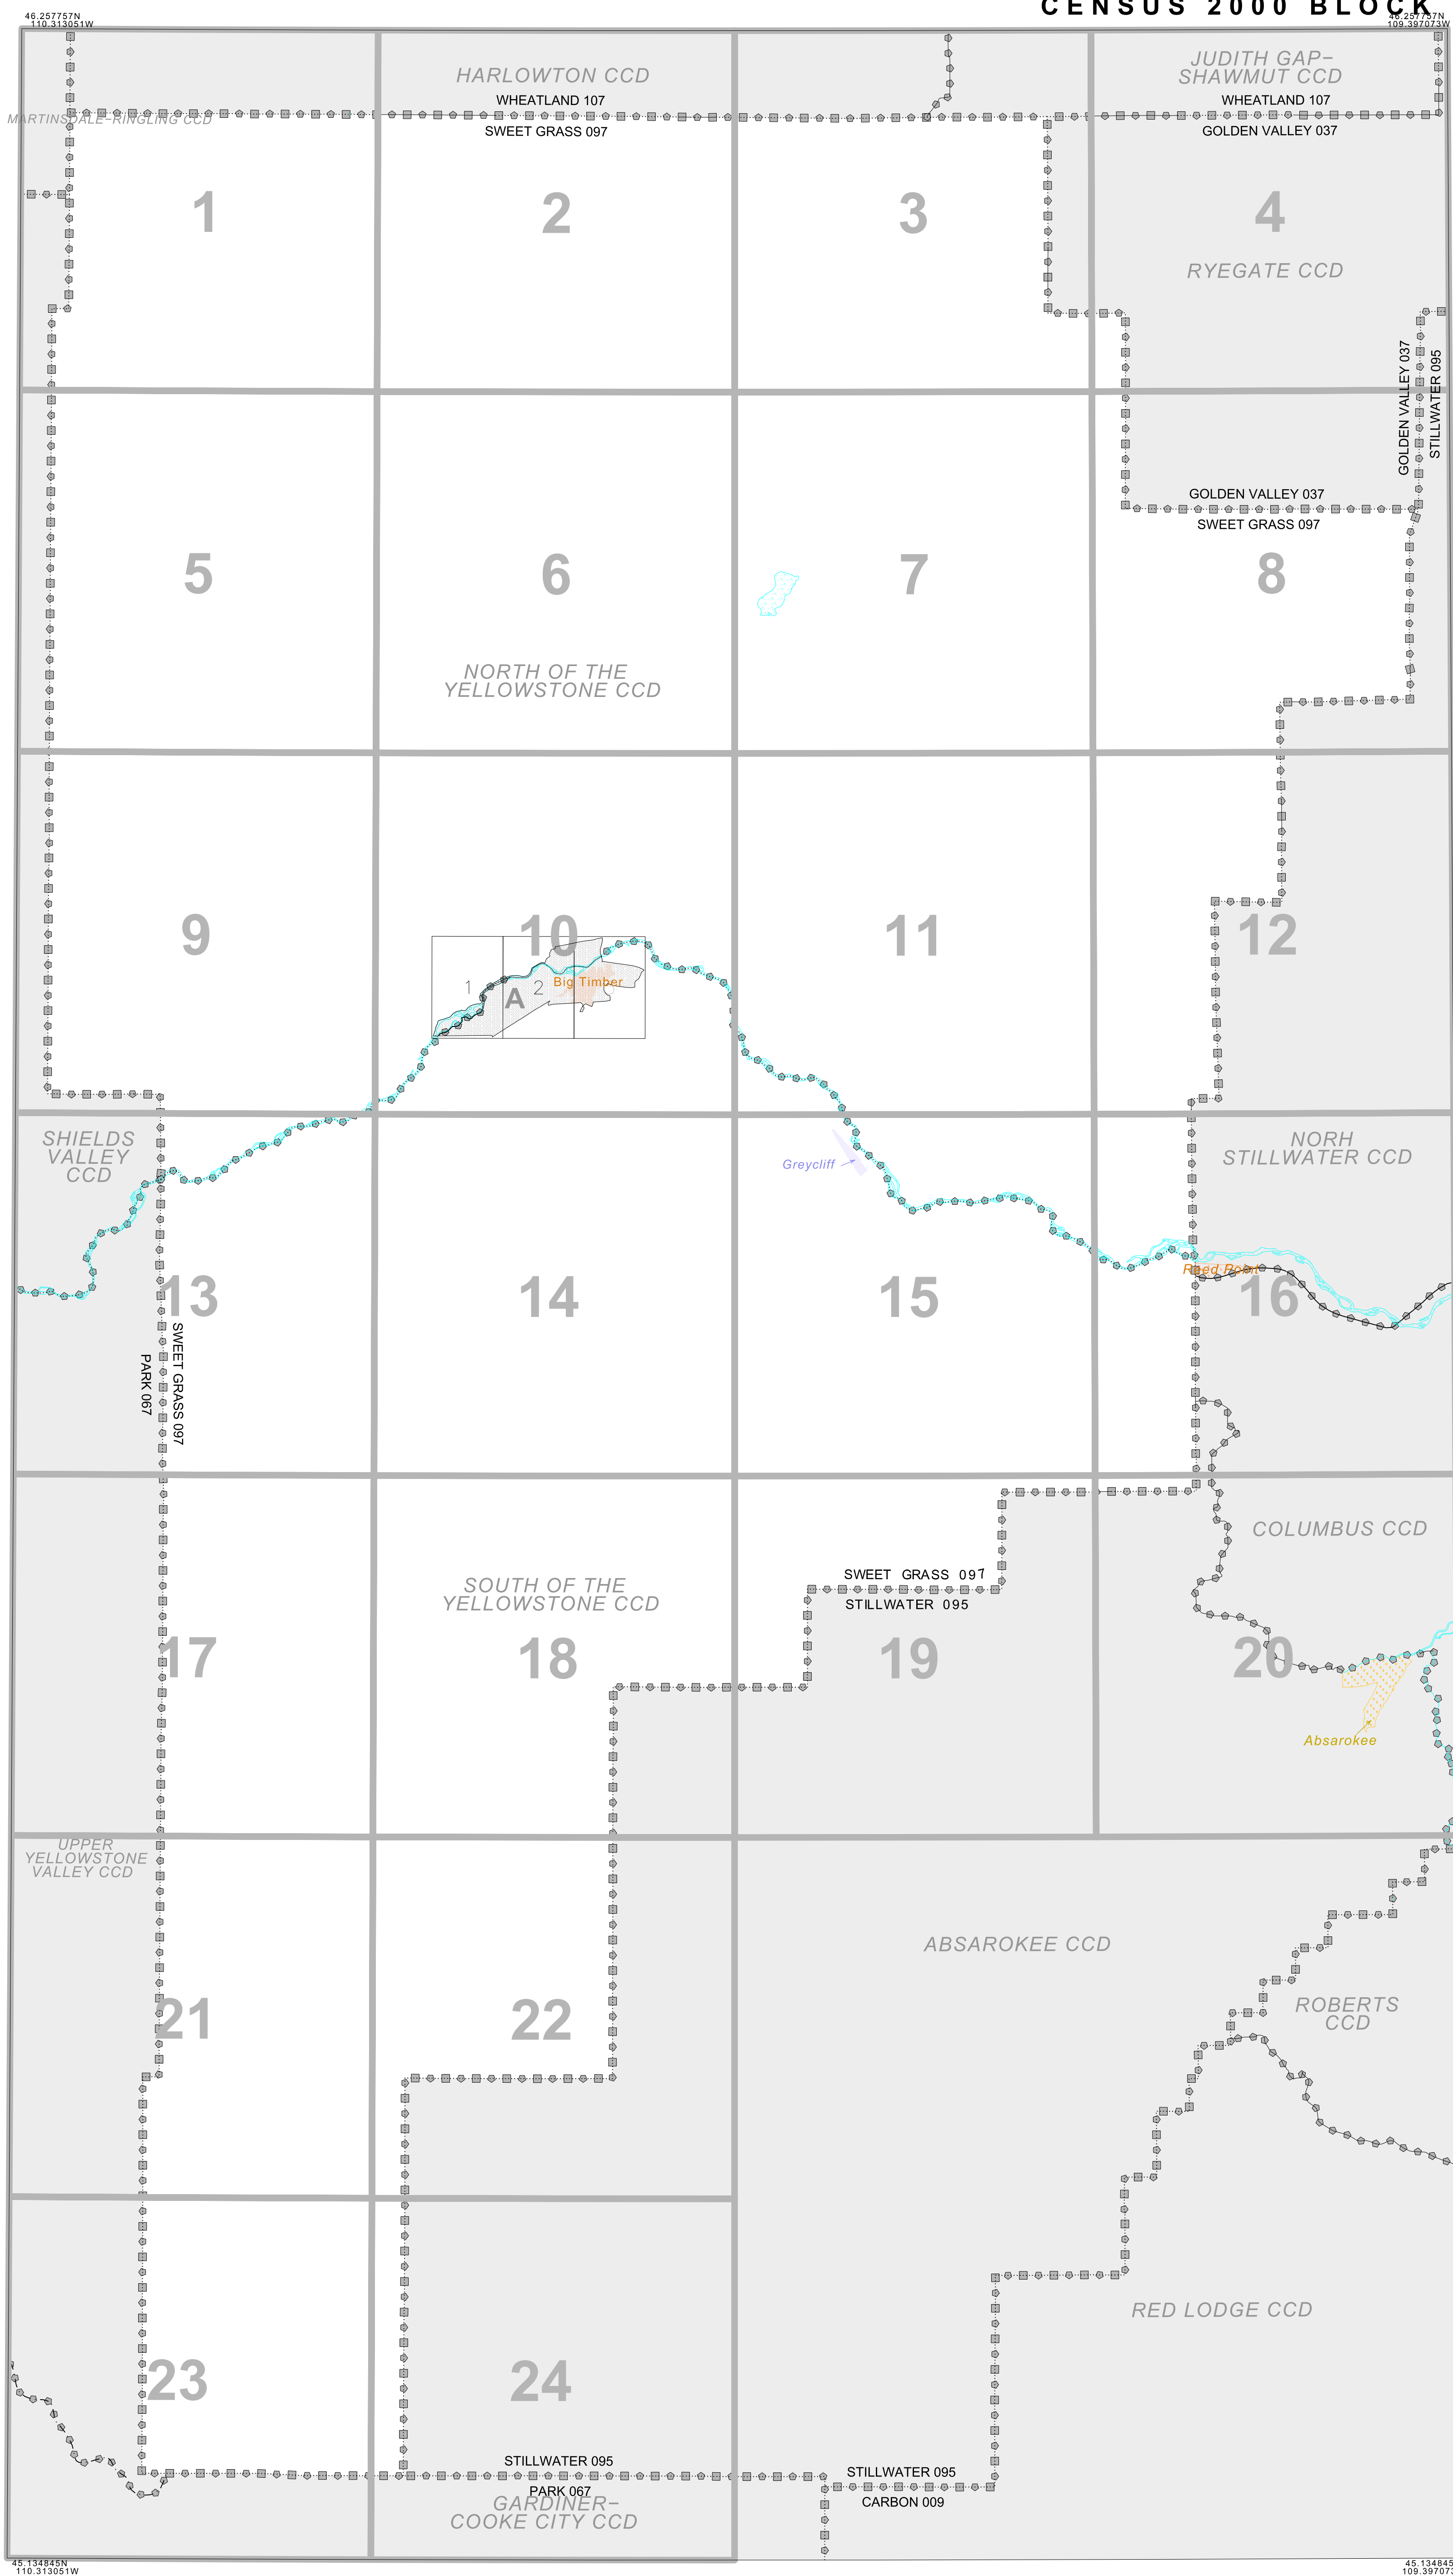 CENSUS 2000 BLOCK
46.257757N
110.313051W
46.257757N
109.397073W
HARLOWTON CCD
JUDITH GAP–
SHAWMUT CCD
WHEATLAND 107
WHEATLAND 107
MARTINSDALE–RINGLING CCD
SWEET GRASS 097
GOLDEN VALLEY 037
1
2
3
4
RYEGATE CCD
GOLDEN VALLEY 037
STILLWATER 095
GOLDEN VALLEY 037
SWEET GRASS 097
5
6
7
8
NORTH OF THE
YELLOWSTONE CCD
9
10
11
12
Big Timber
1
A
2
SHIELDS
VALLEY
CCD
NORH
STILLWATER CCD
Greycliff
Reed Point
13
14
15
16
SWEET GRASS 097
PARK 067
COLUMBUS CCD
SOUTH OF THE
YELLOWSTONE CCD
SWEET GRASS 097
STILLWATER 095
17
18
19
20
Absarokee
UPPER
YELLOWSTONE
VALLEY CCD
ABSAROKEE CCD
ROBERTS
CCD
21
22
RED LODGE CCD
23
24
STILLWATER 095
PARK 067
STILLWATER 095
CARBON 009
GARDINER–
COOKE CITY CCD
45.134845N
110.313051W
45.134845
109.397073